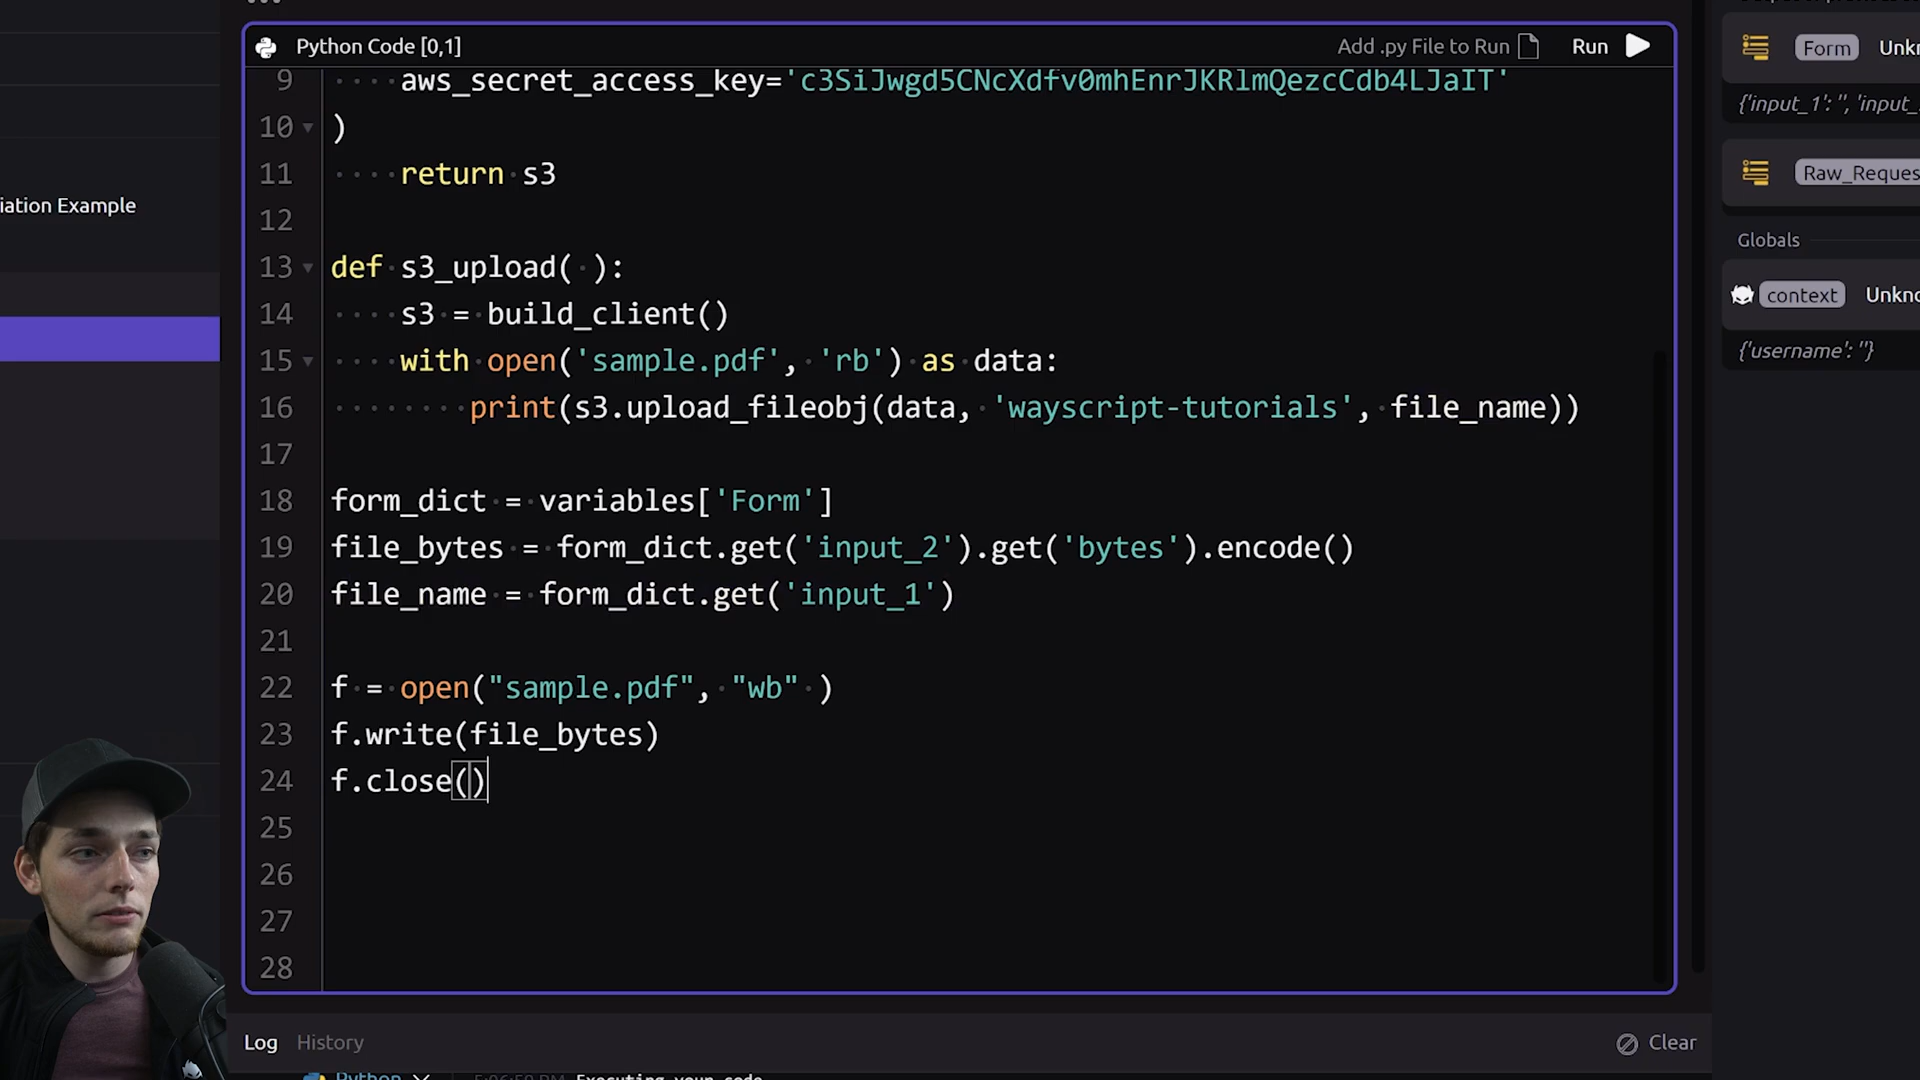 Python Code [0,1]
Add .py File to Run
Run
9 aws_secret_access_key='c3SiJwgd5CNcXdfv0mhEnrJKRlmQezcCdb4LJaIT'
10 )
11 return s3
12
13 def s3_upload( ):
14 s3 = build_client()
15 with open('sample.pdf', 'rb') as data:
16 print(s3.upload_fileobj(data, 'wayscript-tutorials', file_name))
17
18 form_dict = variables['Form']
19 file_bytes = form_dict.get('input_2').get('bytes').encode()
20 file_name = form_dict.get('input_1')
21
22 f = open("sample.pdf", "wb" )
23 f.write(file_bytes)
24 f.close()
25
26
27
28
iation Example
Form Unkn
{'input_1': '', 'input_
Raw_Reques
Globals
context Unkno
{'username': ''}
Log History
Clear